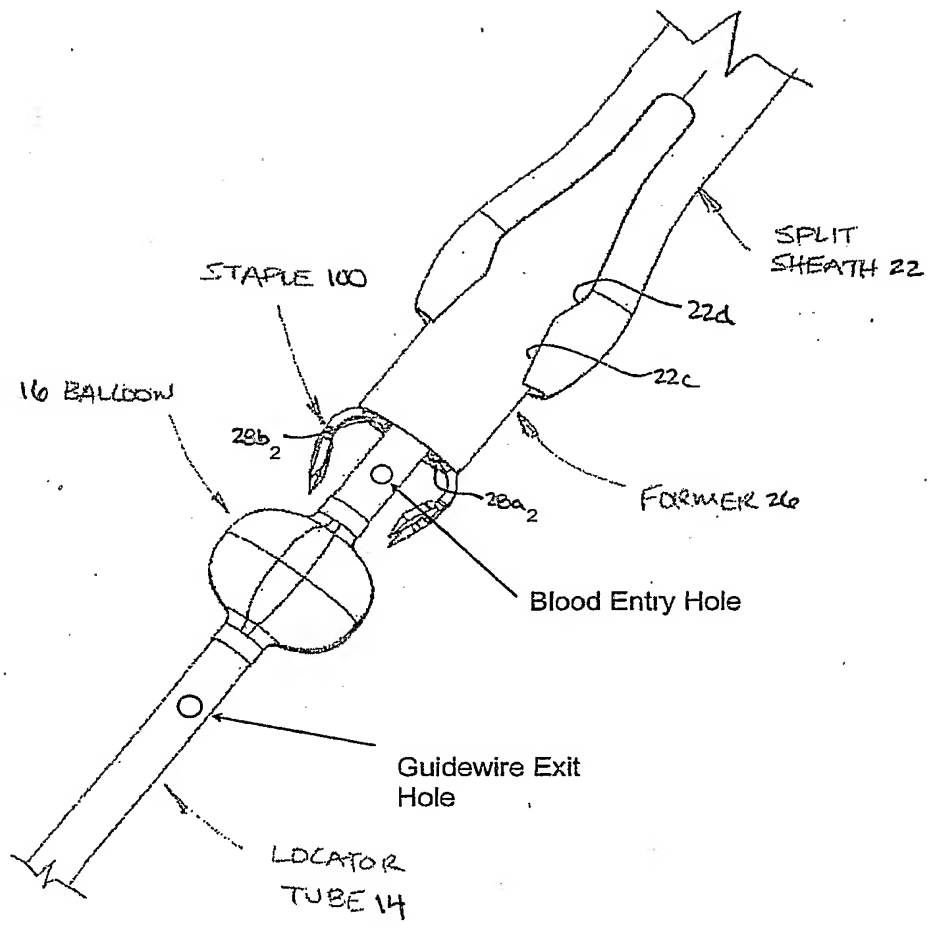 SPLIT
SHEATH 22
STAPLE 100
22d
22c
16 BALLOON
28b2
28a2
FORMER 26
Blood Entry Hole
Guidewire Exit
Hole
LOCATOR
TUBE 14